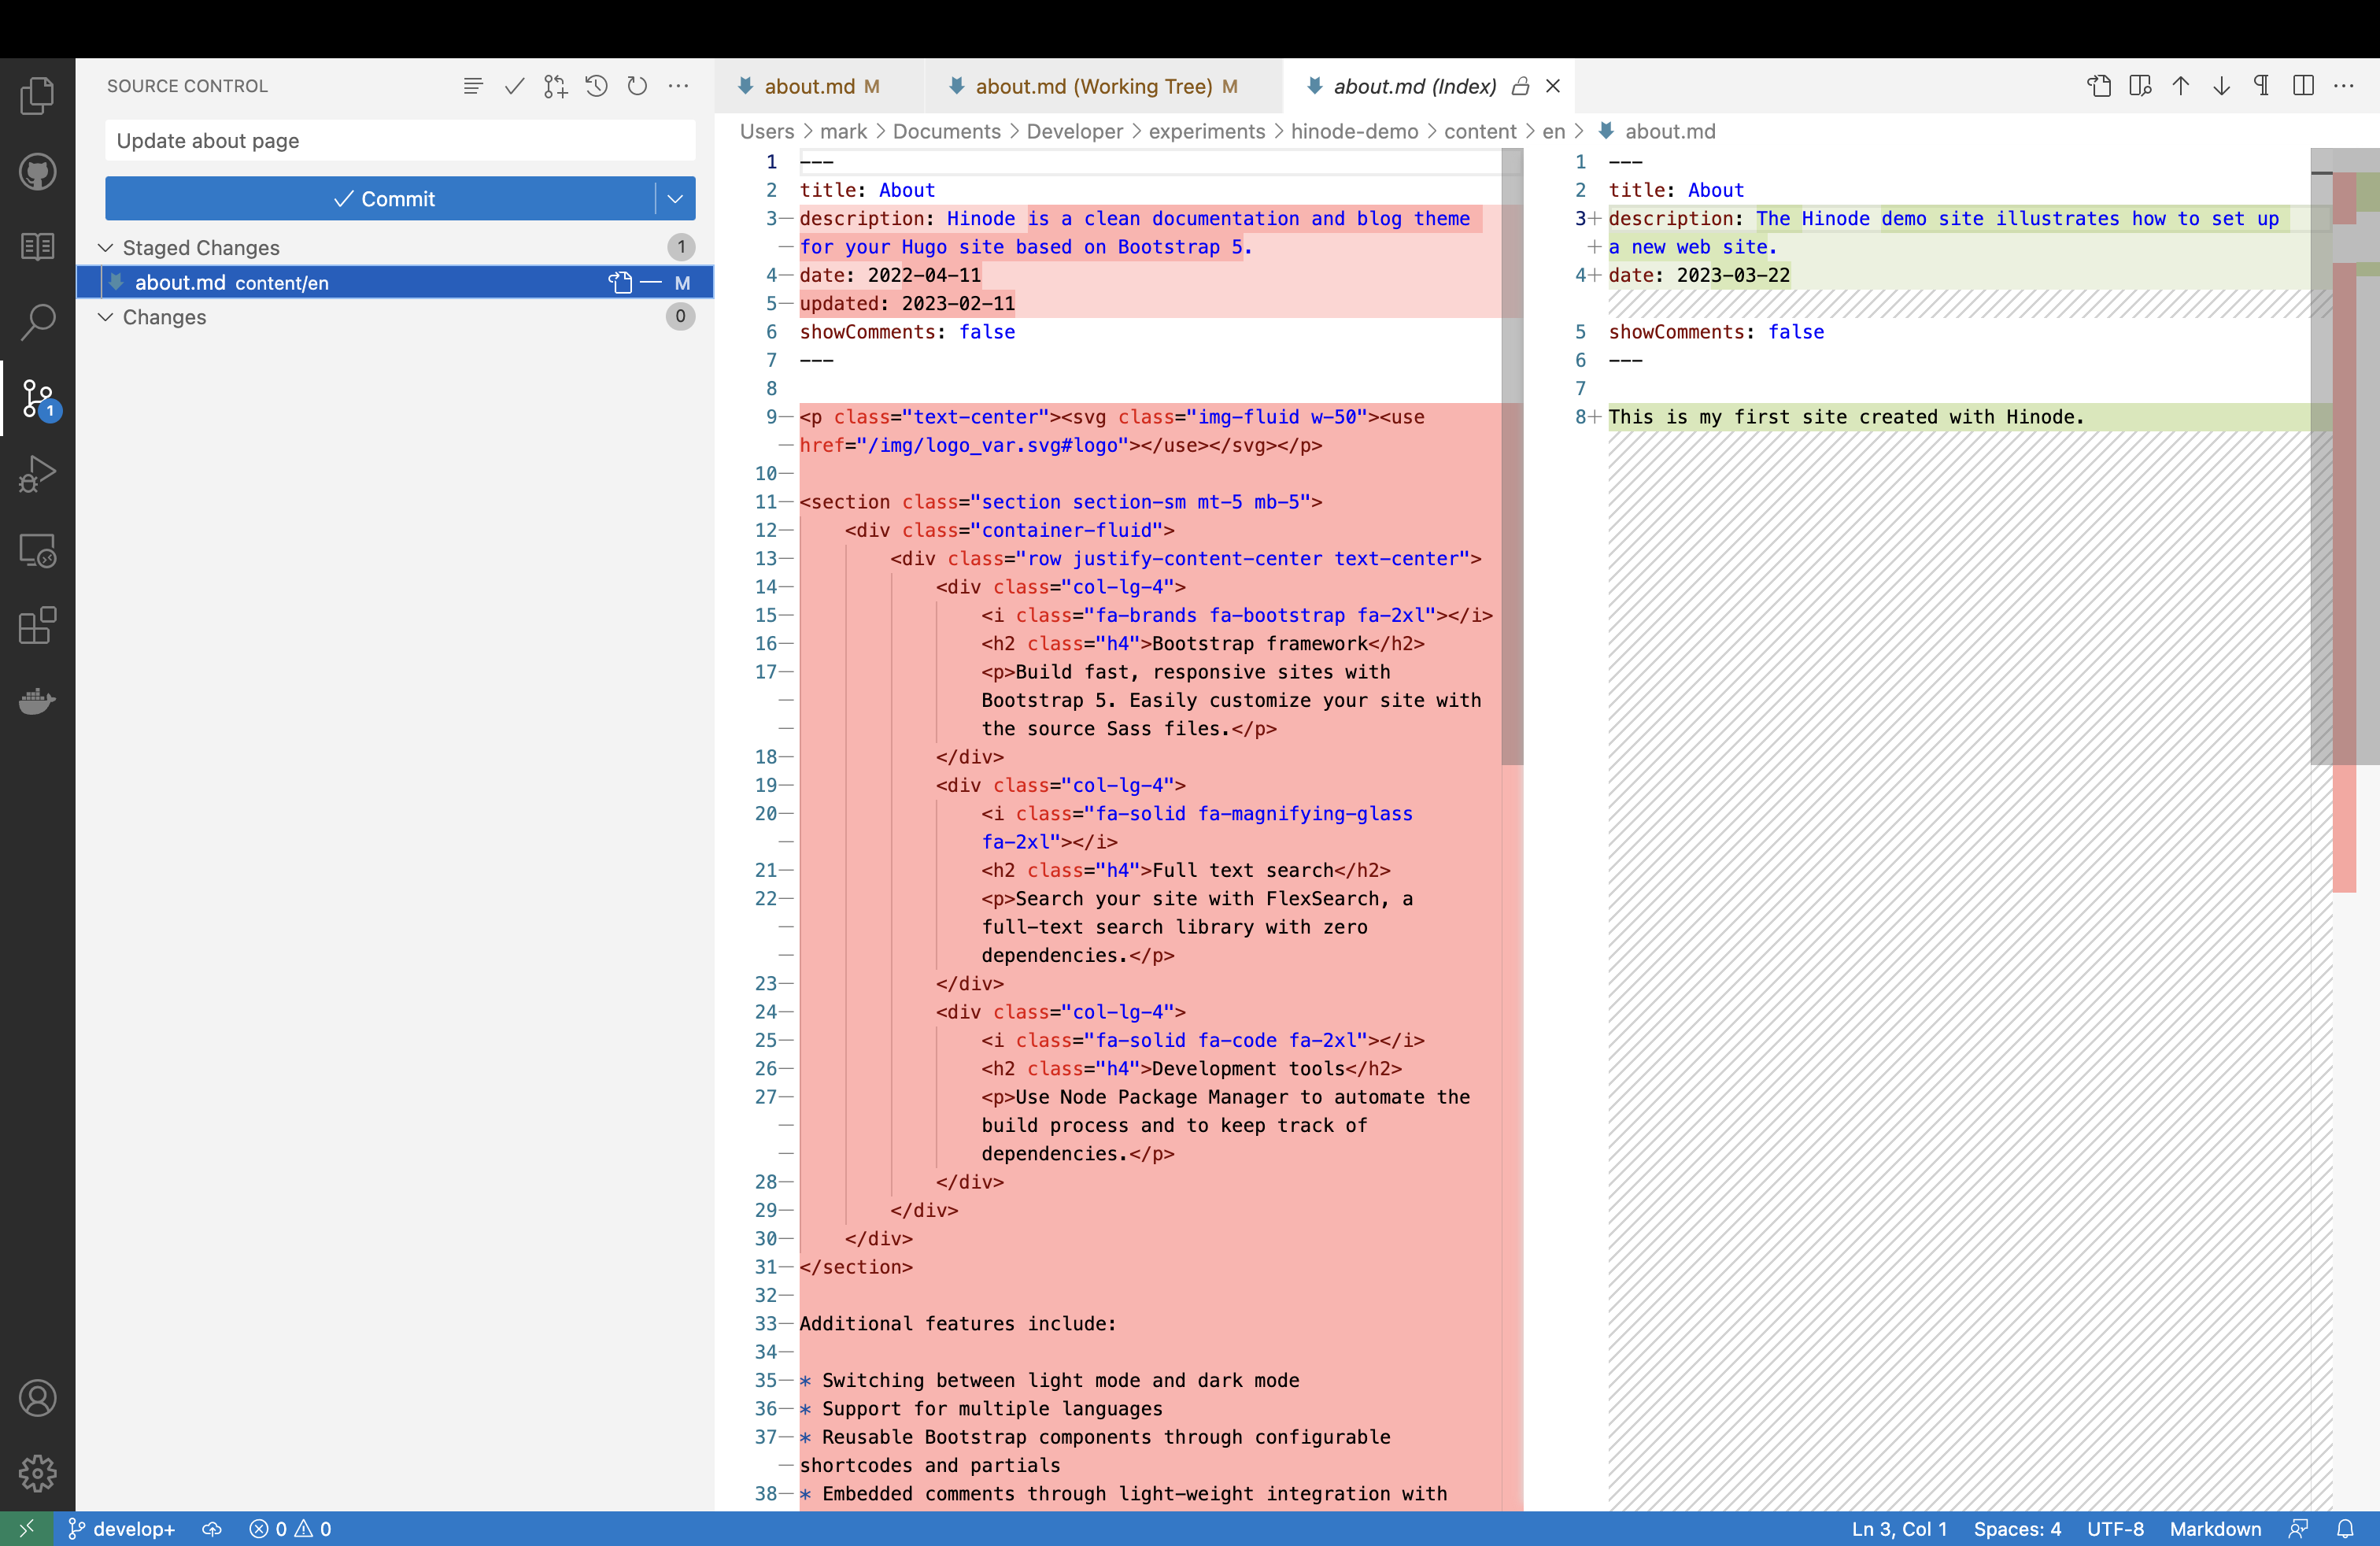 SOURCE CONTROL
Update about page
Commit
Staged Changes 1
about.md content/en M
Changes 0
1
about.md M
about.md (Working Tree) M
about.md (Index)
Users > mark > Documents > Developer > experiments > hinode-demo > content > en > about.md
1 ---
2 title: About
3— description: Hinode is a clean documentation and blog theme
— for your Hugo site based on Bootstrap 5.
4— date: 2022-04-11
5— updated: 2023-02-11
6 showComments: false
7 ---
8
9— <p class="text-center"><svg class="img-fluid w-50"><use
— href="/img/logo_var.svg#logo"></use></svg></p>
10—
11— <section class="section section-sm mt-5 mb-5">
12— <div class="container-fluid">
13— <div class="row justify-content-center text-center">
14— <div class="col-lg-4">
15— <i class="fa-brands fa-bootstrap fa-2xl"></i>
16— <h2 class="h4">Bootstrap framework</h2>
17— <p>Build fast, responsive sites with
— Bootstrap 5. Easily customize your site with
— the source Sass files.</p>
18— </div>
19— <div class="col-lg-4">
20— <i class="fa-solid fa-magnifying-glass
— fa-2xl"></i>
21— <h2 class="h4">Full text search</h2>
22— <p>Search your site with FlexSearch, a
— full-text search library with zero
— dependencies.</p>
23— </div>
24— <div class="col-lg-4">
25— <i class="fa-solid fa-code fa-2xl"></i>
26— <h2 class="h4">Development tools</h2>
27— <p>Use Node Package Manager to automate the
— build process and to keep track of
— dependencies.</p>
28— </div>
29— </div>
30— </div>
31— </section>
32—
33— Additional features include:
34—
35— * Switching between light mode and dark mode
36— * Support for multiple languages
37— * Reusable Bootstrap components through configurable
— shortcodes and partials
38— * Embedded comments through light-weight integration with
1 ---
2 title: About
3+ description: The Hinode demo site illustrates how to set up
+ a new web site.
4+ date: 2023-03-22
5 showComments: false
6 ---
7
8+ This is my first site created with Hinode.
develop+ 0 0
Ln 3, Col 1 Spaces: 4 UTF-8 Markdown